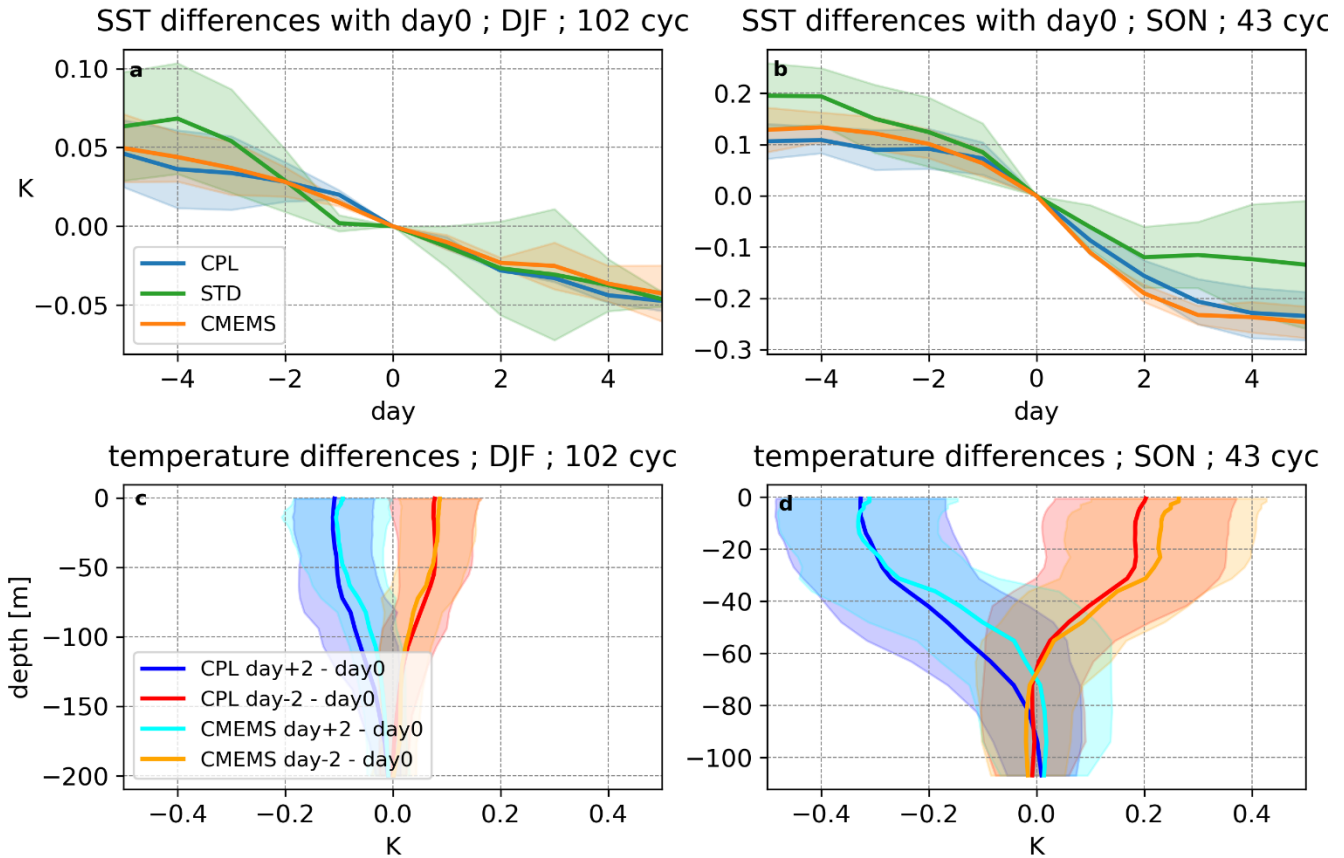 SST differences with day0 ; DJF ; 102 cyc
SST differences with day0 ; SON ; 43 cyc
a
0.10
0.05
0.00
−0.05
K
CPL
STD
CMEMS
−4 −2 0 2 4
day
b
0.2
0.1
0.0
−0.1
−0.2
−0.3
−4 −2 0 2 4
day
temperature differences ; DJF ; 102 cyc
temperature differences ; SON ; 43 cyc
c
0
−50
−100
−150
−200
depth [m]
CPL day+2 - day0
CPL day-2 - day0
CMEMS day+2 - day0
CMEMS day-2 - day0
−0.4 −0.2 0.0 0.2 0.4
K
d
0
−20
−40
−60
−80
−100
−0.4 −0.2 0.0 0.2 0.4
K